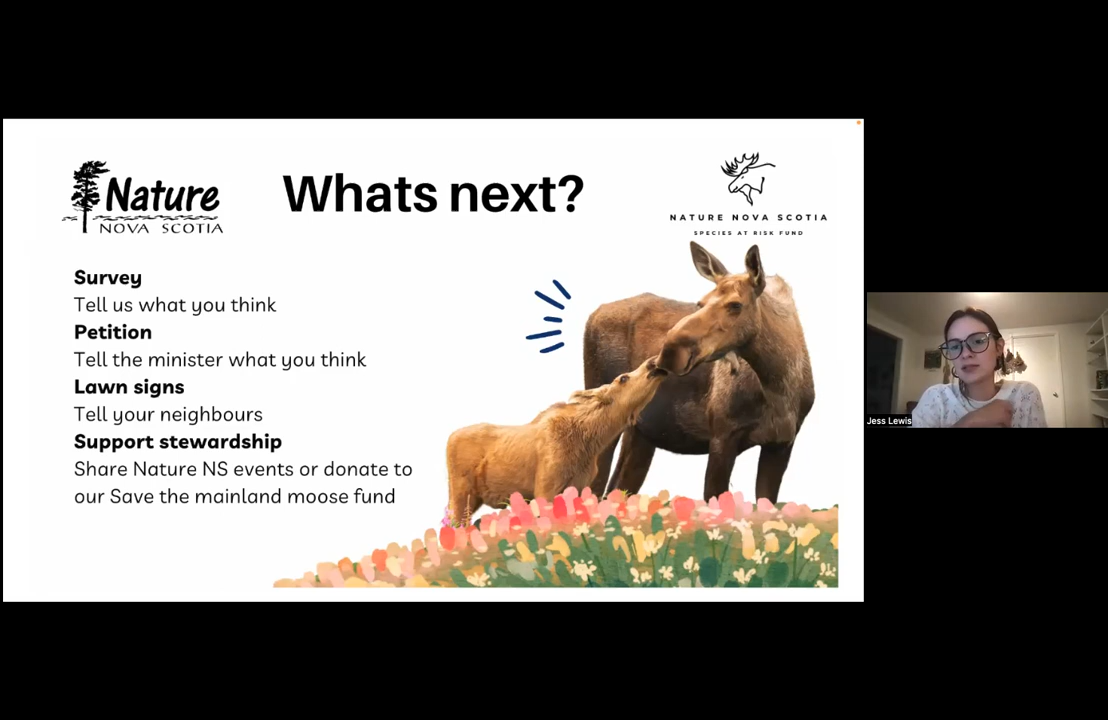 Nature
NOVA SCOTIA
Whats next?
NATURE NOVA SCOTIA
SPECIES AT RISK FUND
Survey
Tell us what you think
Petition
Tell the minister what you think
Lawn signs
Tell your neighbours
Support stewardship
Share Nature NS events or donate to
our Save the mainland moose fund
Jess Lewis